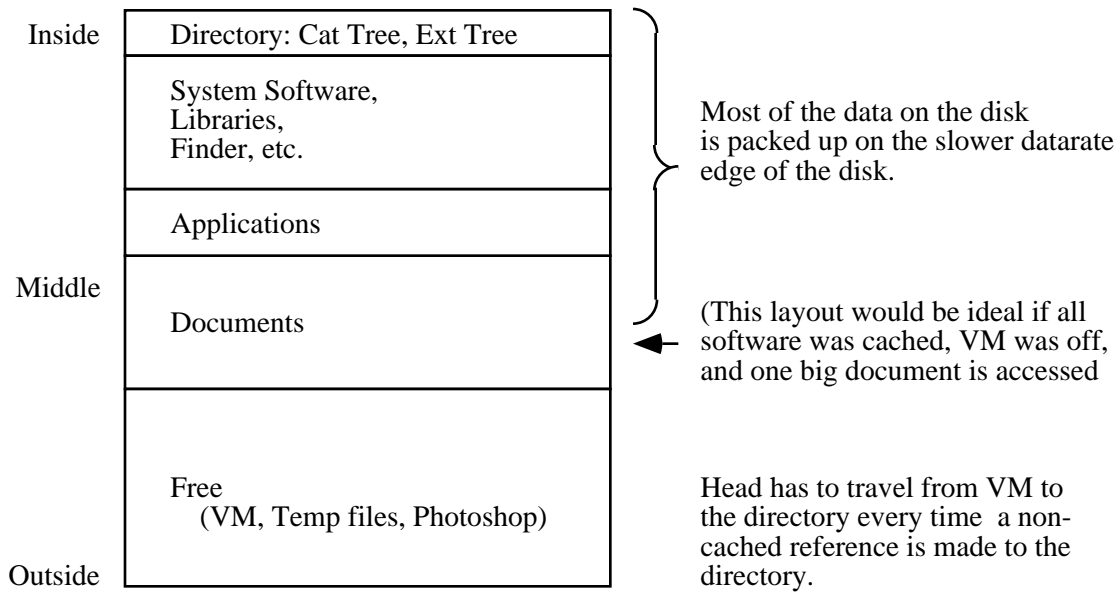 Inside
Directory: Cat Tree, Ext Tree
System Software,
Libraries,
Finder, etc.
Most of the data on the disk
is packed up on the slower datarate
edge of the disk.
Applications
Middle
Documents
(This layout would be ideal if all
software was cached, VM was off,
and one big document is accessed
Free
(VM, Temp files, Photoshop)
Head has to travel from VM to
the directory every time a non-
cached reference is made to the
directory.
Outside